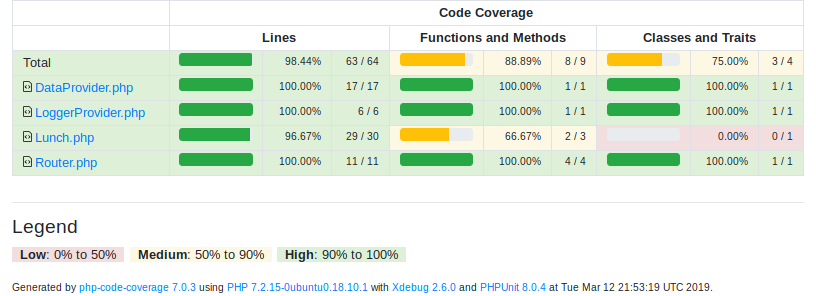 Code Coverage
Lines Functions and Methods Classes and Traits
Total 98.44% 63 / 64 88.89% 8 / 9 75.00% 3 / 4
DataProvider.php 100.00% 17 / 17 100.00% 1 / 1 100.00% 1 / 1
LoggerProvider.php 100.00% 6 / 6 100.00% 1 / 1 100.00% 1 / 1
Lunch.php 96.67% 29 / 30 66.67% 2 / 3 0.00% 0 / 1
Router.php 100.00% 11 / 11 100.00% 4 / 4 100.00% 1 / 1
Legend
Low: 0% to 50% Medium: 50% to 90% High: 90% to 100%
Generated by php-code-coverage 7.0.3 using PHP 7.2.15-0ubuntu0.18.10.1 with Xdebug 2.6.0 and PHPUnit 8.0.4 at Tue Mar 12 21:53:19 UTC 2019.